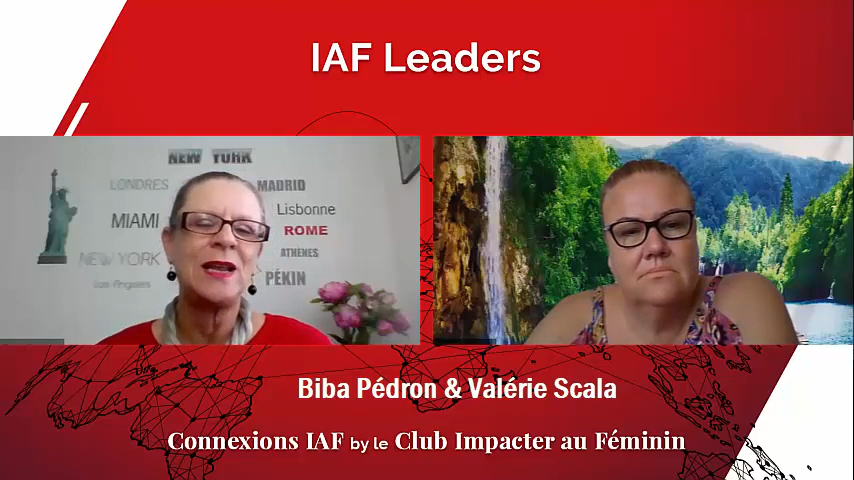 IAF Leaders
NEW YORK
LONDRES
MADRID
MIAMI
Lisbonne
ROME
NEW YORK
ATHENES
Los Angeles
PÉKIN
Biba Pédron & Valérie Scala
Connexions IAF by le Club Impacter au Féminin